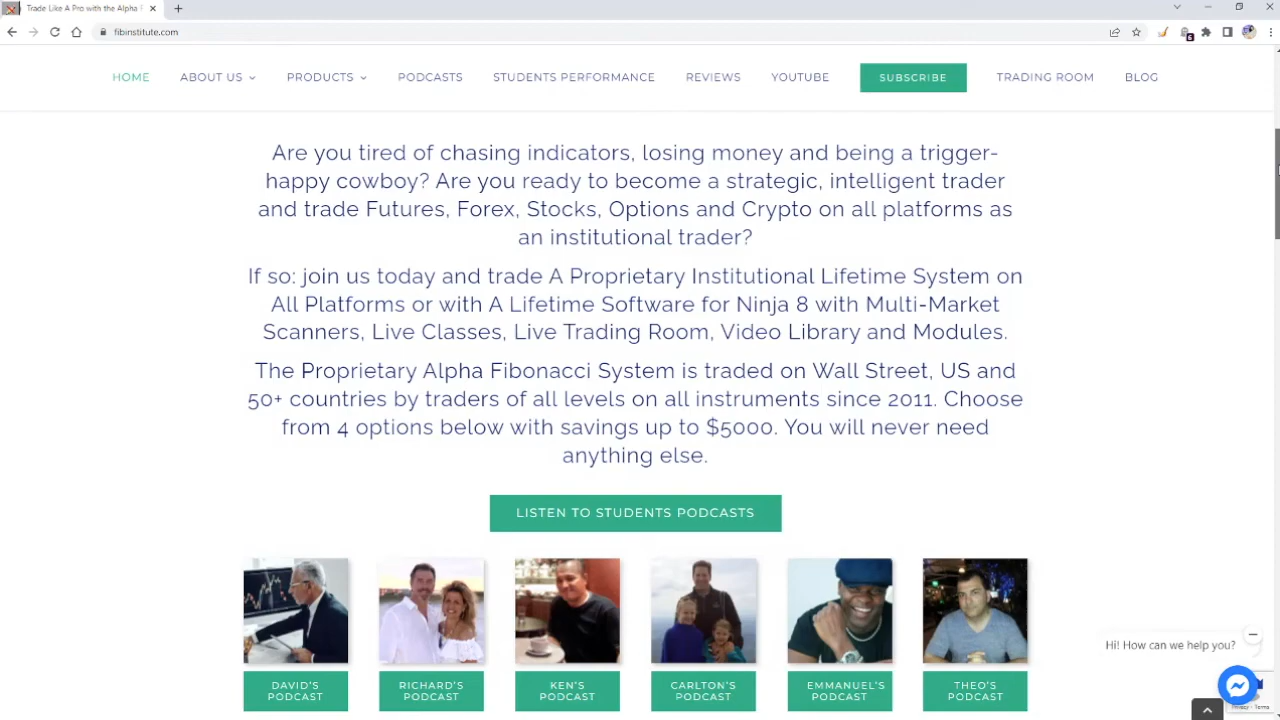 Trade Like A Pro with the Alpha F
fibinstitute.com
6
HOME ABOUT US PRODUCTS PODCASTS STUDENTS PERFORMANCE REVIEWS YOUTUBE SUBSCRIBE TRADING ROOM BLOG
Are you tired of chasing indicators, losing money and being a trigger-
happy cowboy? Are you ready to become a strategic, intelligent trader
and trade Futures, Forex, Stocks, Options and Crypto on all platforms as
an institutional trader?
If so: join us today and trade A Proprietary Institutional Lifetime System on
All Platforms or with A Lifetime Software for Ninja 8 with Multi-Market
Scanners, Live Classes, Live Trading Room, Video Library and Modules.
The Proprietary Alpha Fibonacci System is traded on Wall Street, US and
50+ countries by traders of all levels on all instruments since 2011. Choose
from 4 options below with savings up to $5000. You will never need
anything else.
LISTEN TO STUDENTS PODCASTS
DAVID'S
PODCAST
RICHARD'S
PODCAST
KEN'S
PODCAST
CARLTON'S
PODCAST
EMMANUEL'S
PODCAST
THEO'S
PODCAST
Hi! How can we help you?
Privacy - Terms